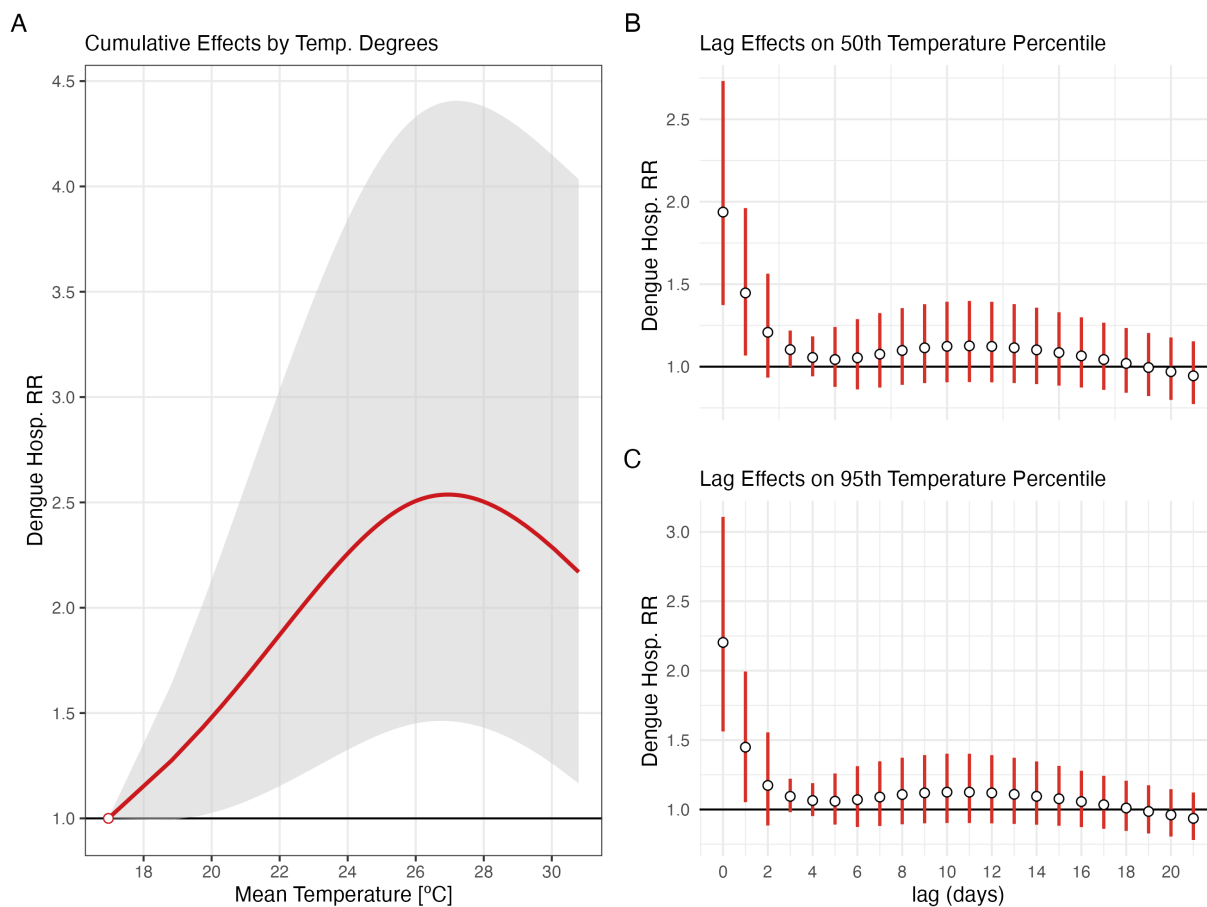 A
Cumulative Effects by Temp. Degrees
4.5
4.0
3.5
3.0
2.5
2.0
1.5
1.0
Dengue Hosp. RR
18 20 22 24 26 28 30
Mean Temperature [ºC]
B
Lag Effects on 50th Temperature Percentile
2.5
2.0
1.5
1.0
Dengue Hosp. RR
C
Lag Effects on 95th Temperature Percentile
3.0
2.5
2.0
1.5
1.0
Dengue Hosp. RR
0 2 4 6 8 10 12 14 16 18 20
lag (days)